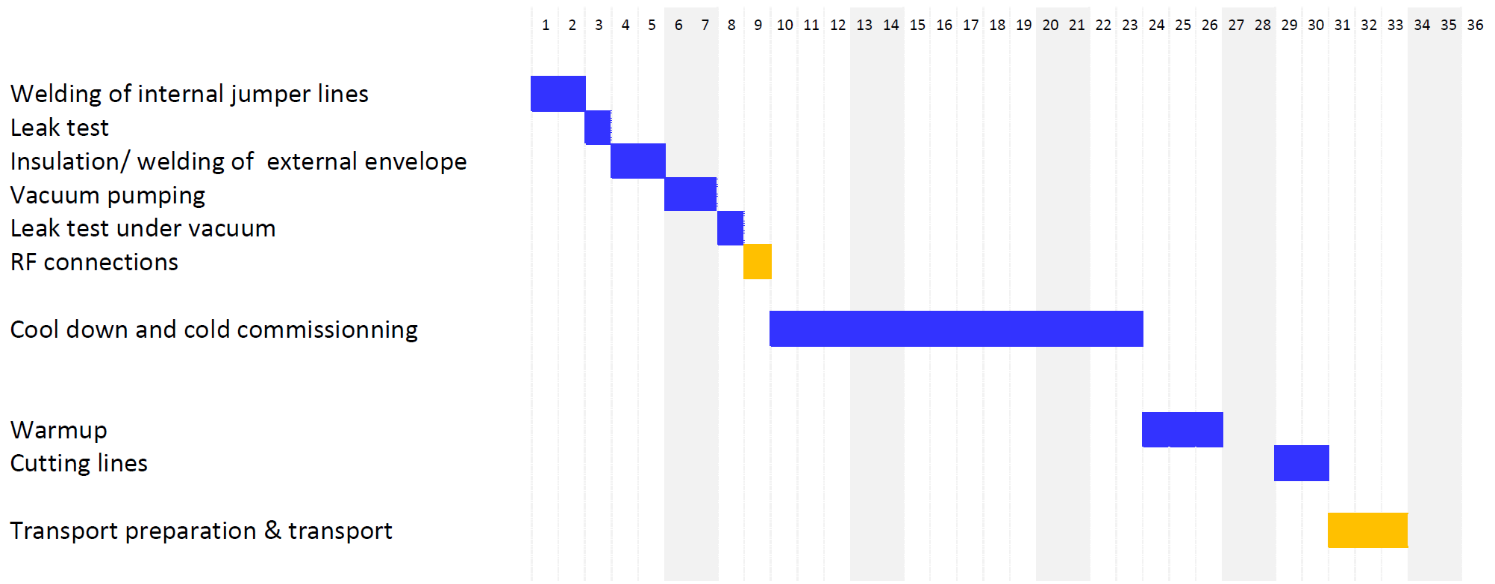 1 2 3 4 5 6 7 8 9 10 11 12 13 14 15 16 17 18 19 20 21 22 23 24 25 26 27 28 29 30 31 32 33 34 35 36
Welding of internal jumper lines
Leak test
Insulation/ welding of external envelope
Vacuum pumping
Leak test under vacuum
RF connections
Cool down and cold commissionning
Warmup
Cutting lines
Transport preparation & transport